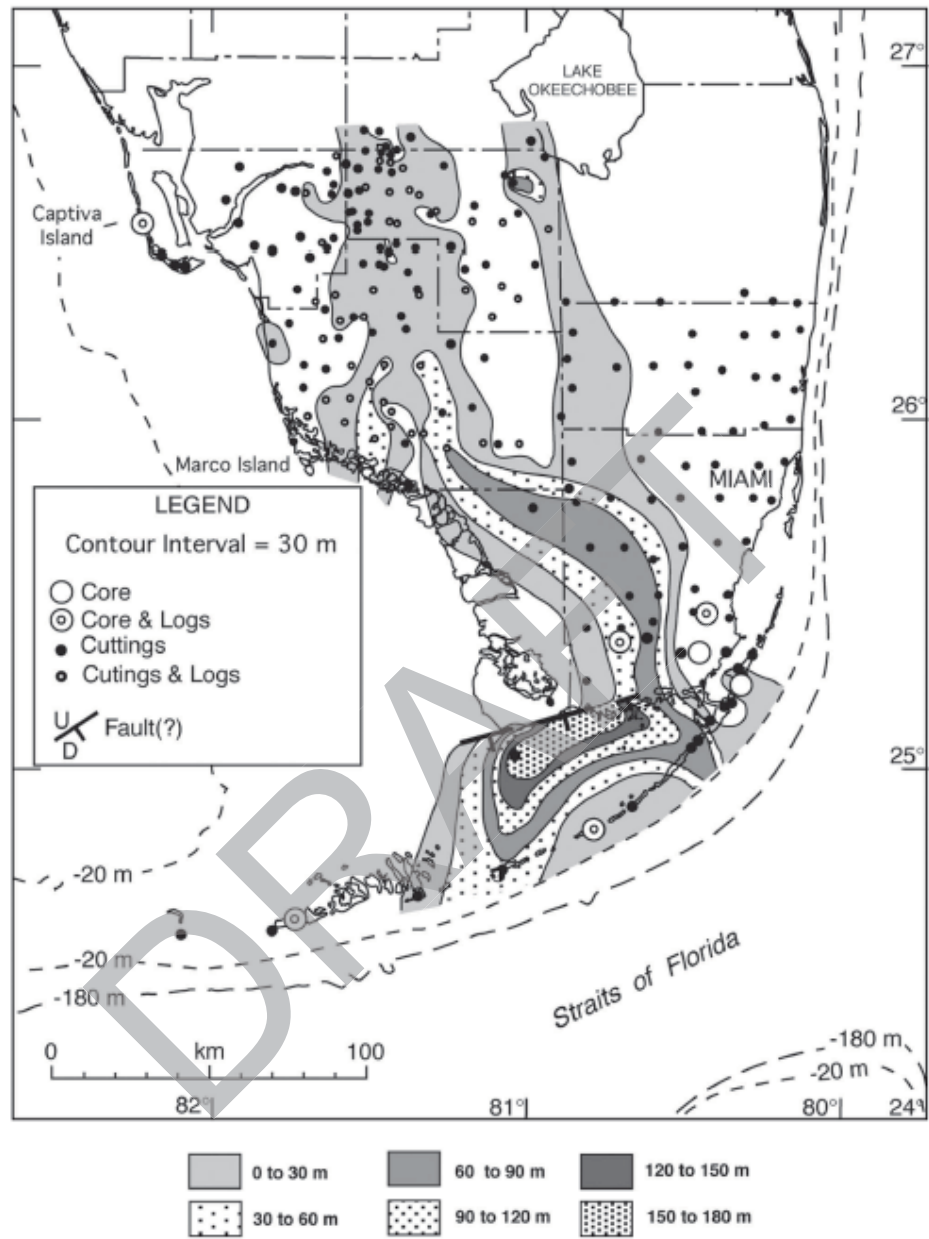 27°
LAKE
OKEECHOBEE
Captiva
Island
26°
Marco Island
MIAMI
LEGEND
Contour Interval = 30 m
Core
Core & Logs
Cuttings
Cutings & Logs
U
D
Fault(?)
25°
-20 m
-20 m
-180 m
Straits of Florida
0 km 100
-180 m
-20 m
82°
81°
80°
24°
DRAFT
0 to 30 m
60 to 90 m
120 to 150 m
30 to 60 m
90 to 120 m
150 to 180 m